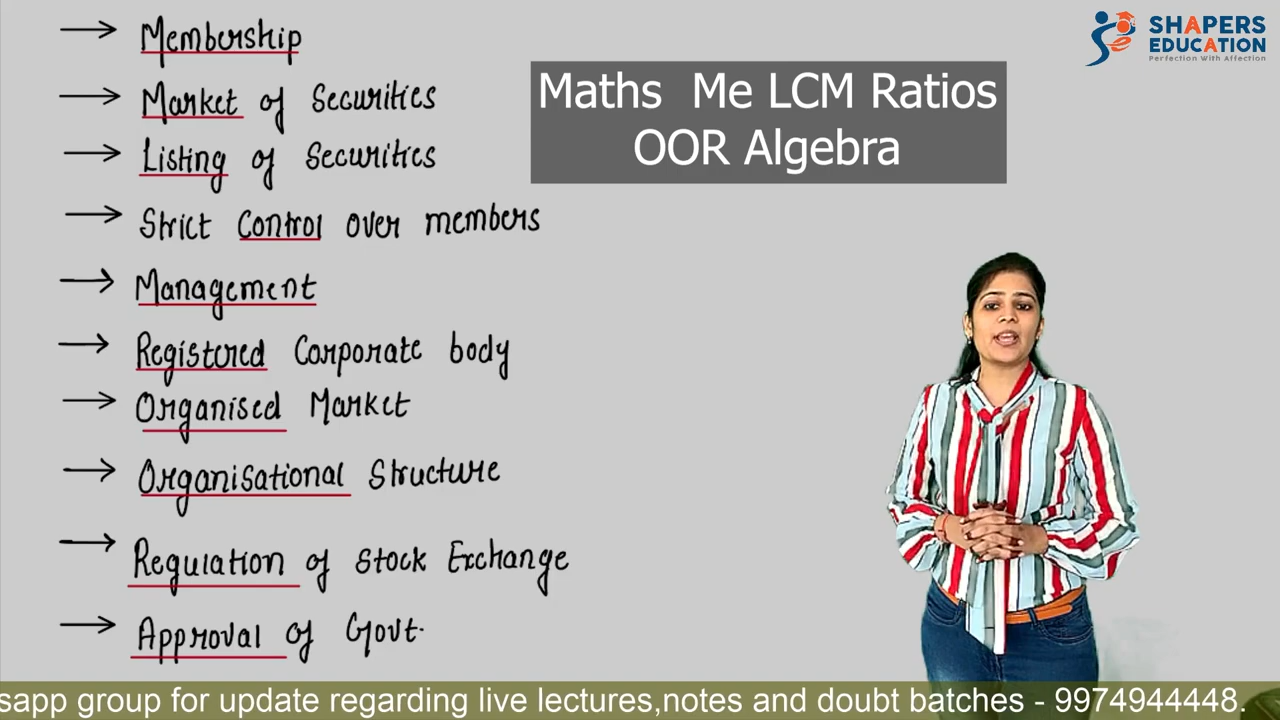 → Membership
→ Market of Securities
→ Listing of Securities
→ Strict Control over members
→ Management
→ Registered Corporate body
→ Organised Market
→ Organisational Structure
→ Regulation of Stock Exchange
→ Approval of Govt.
Maths Me LCM Ratios
OOR Algebra
SHAPERS
EDUCATION
Perfection With Affection
sapp group for update regarding live lectures,notes and doubt batches - 9974944448.